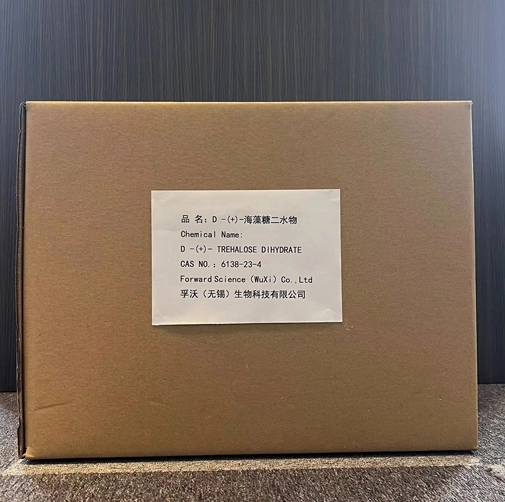 品 名: D -(+)-海藻糖二水物
Chemical Name:
D -(+)- TREHALOSE DIHYDRATE
CAS NO.: 6138-23-4
Forward Science (WuXi) Co.,Ltd
孚沃（无锡）生物科技有限公司